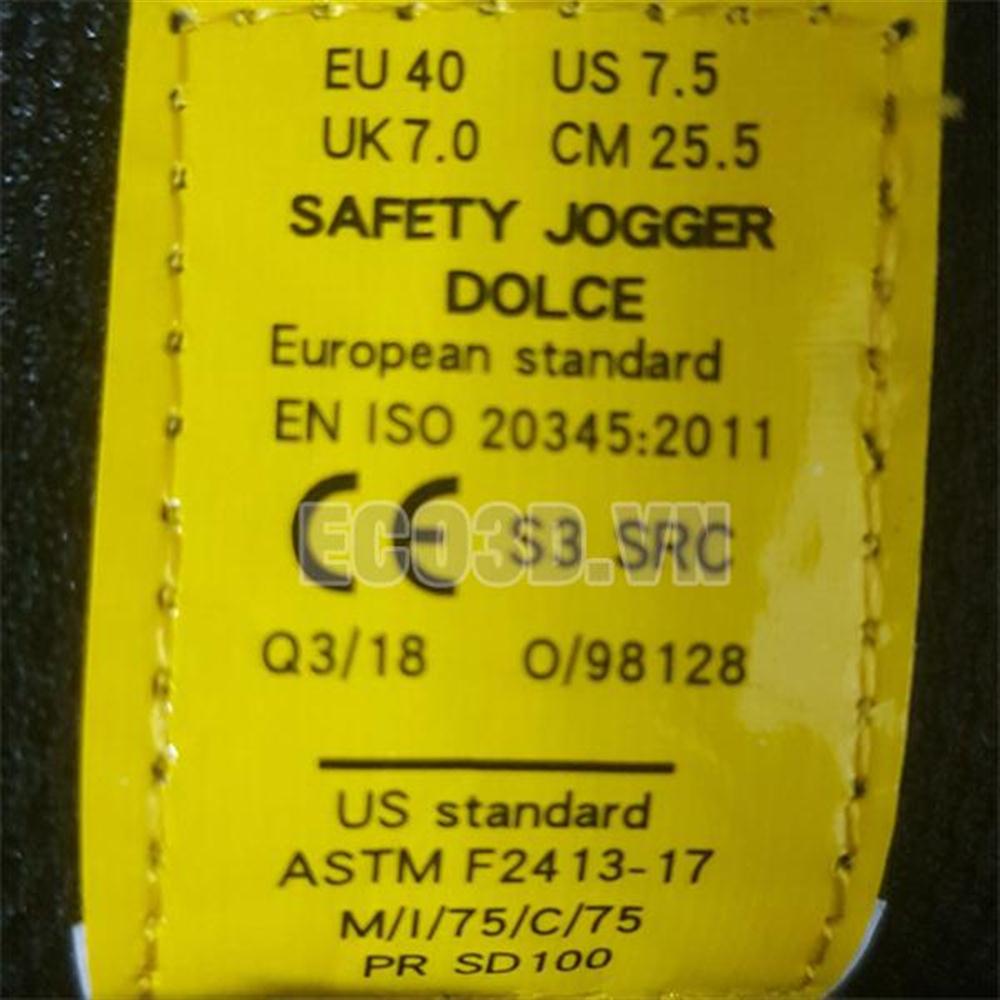 EU 40 US 7.5
UK 7.0 CM 25.5
SAFETY JOGGER
DOLCE
European standard
EN ISO 20345:2011
CE S3 SRC
ECO3D.VN
Q3/18 O/98128
US standard
ASTM F2413-17
M/I/75/C/75
PR SD100